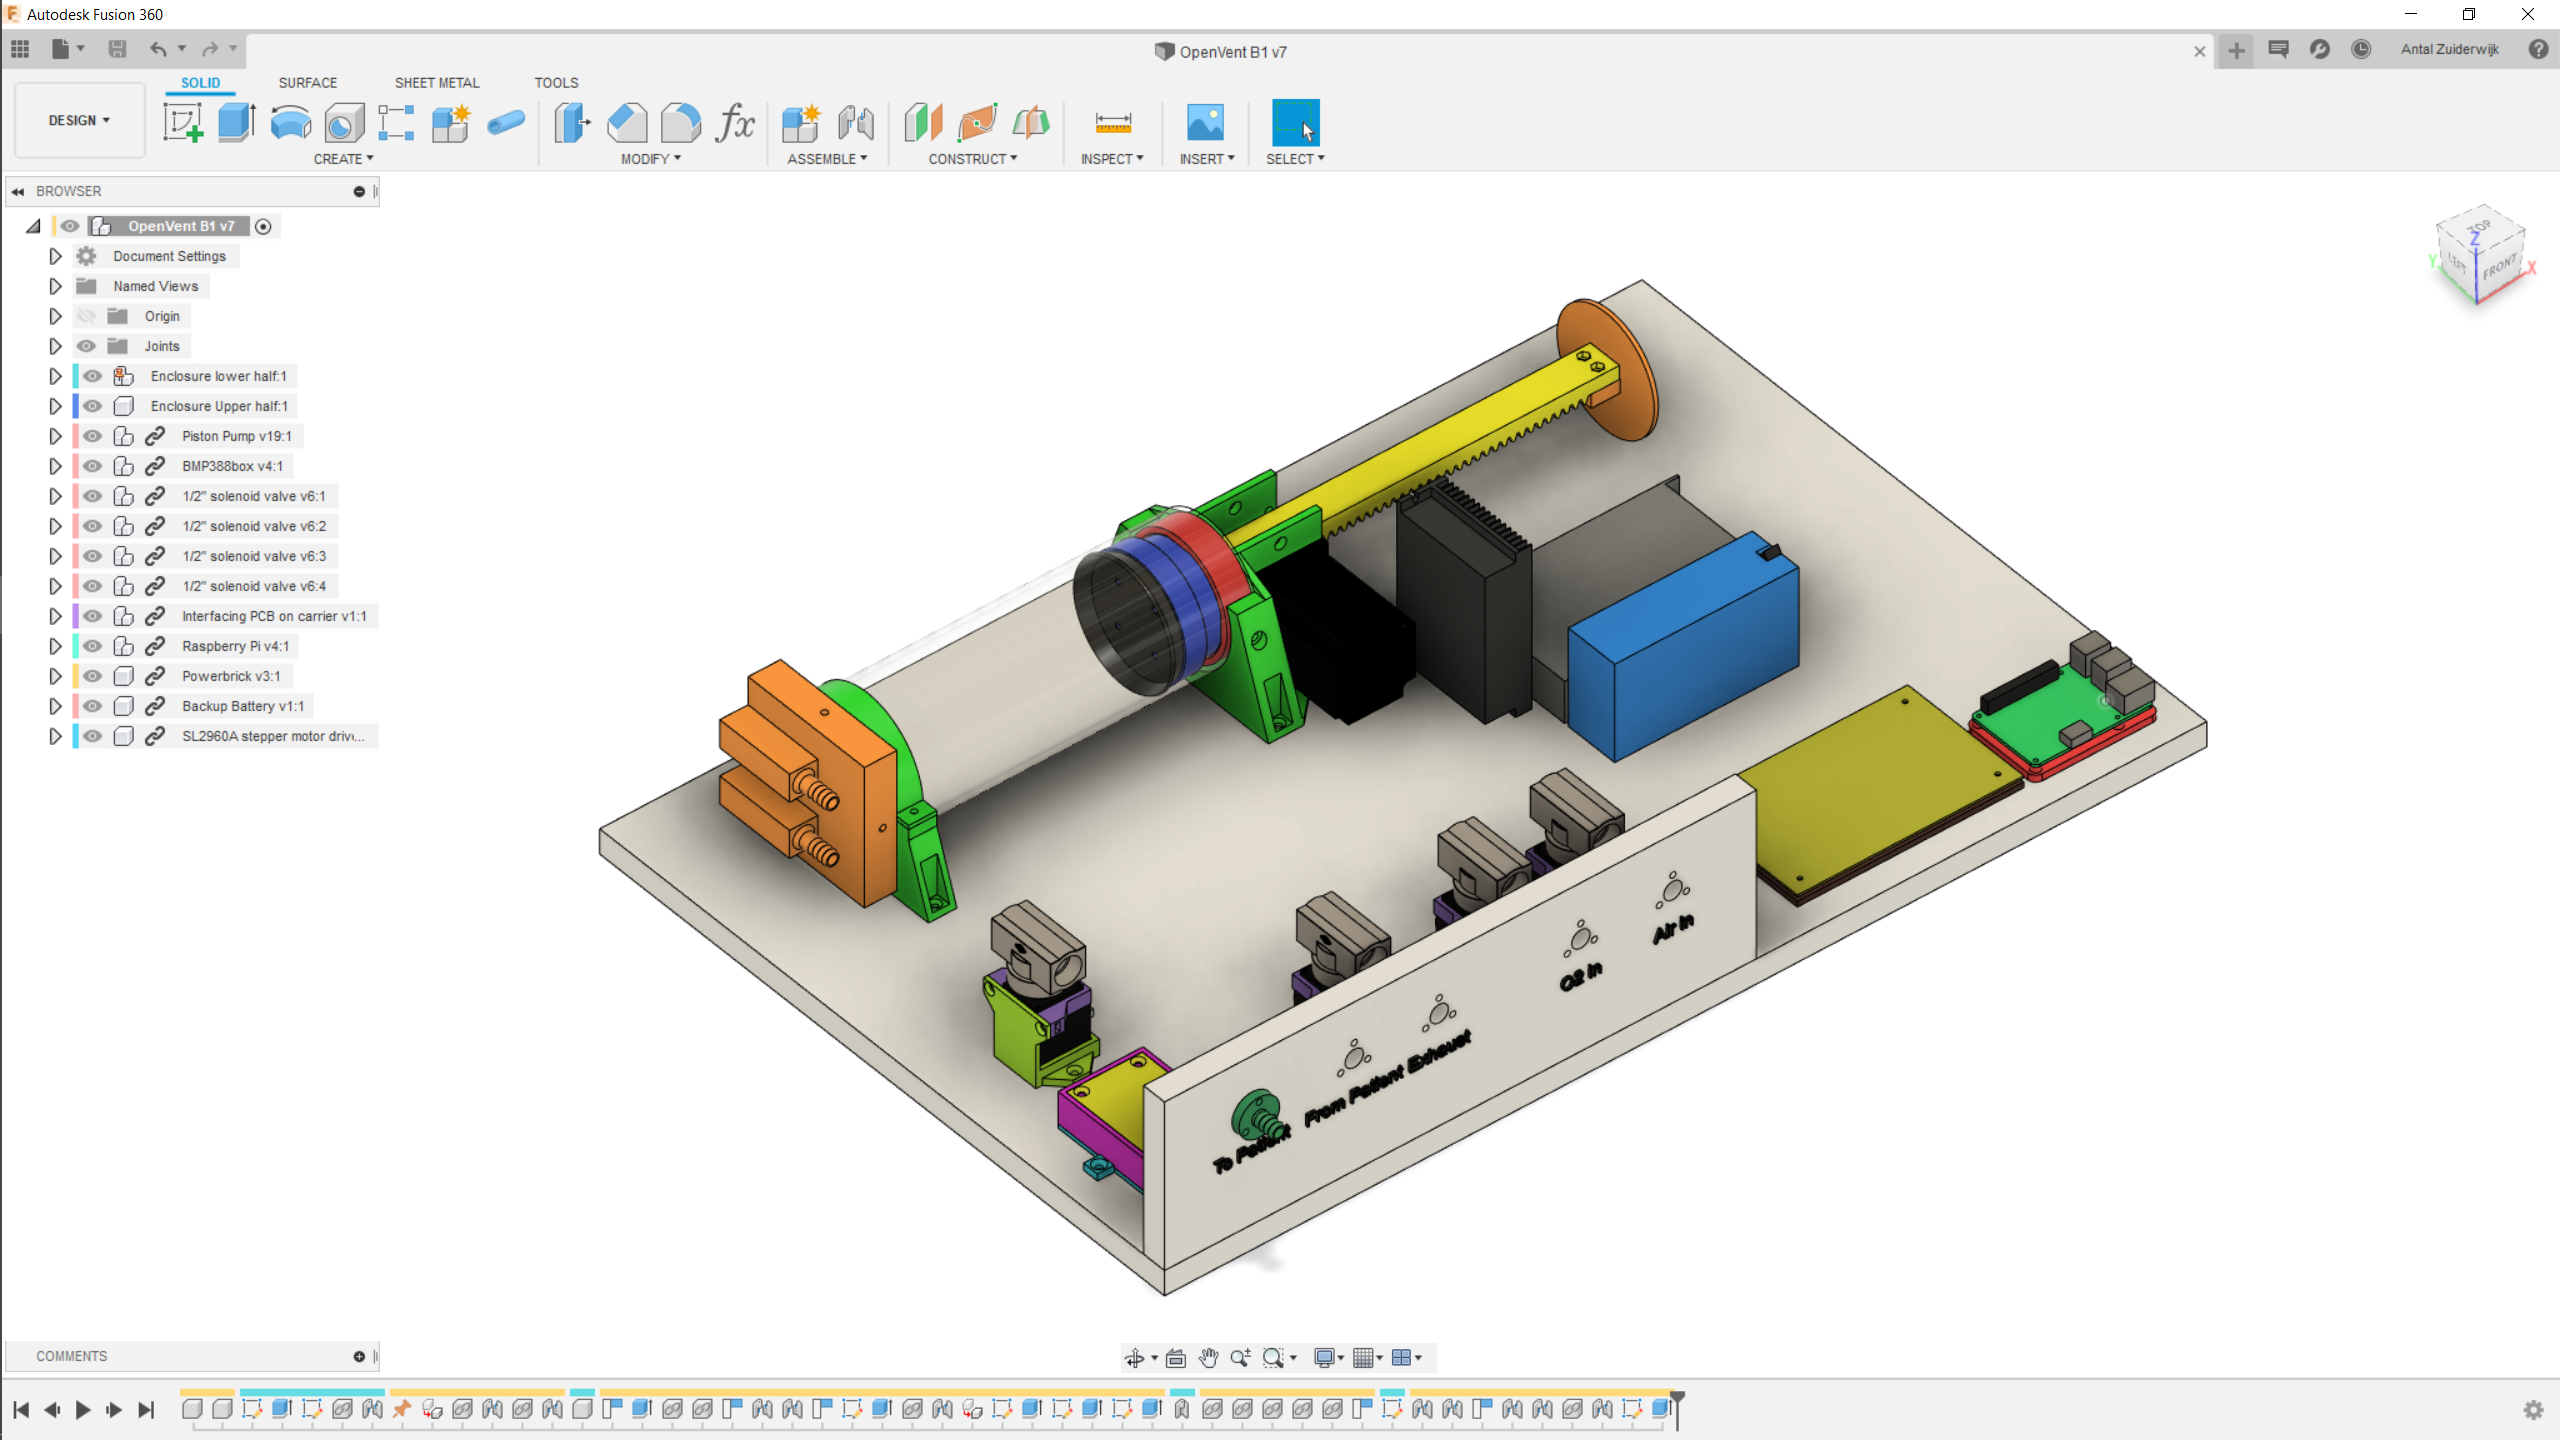 Autodesk Fusion 360
OpenVent B1 v7
Antal Zuiderwijk
DESIGN
SOLID
SURFACE
SHEET METAL
TOOLS
CREATE
MODIFY
ASSEMBLE
CONSTRUCT
INSPECT
INSERT
SELECT
BROWSER
OpenVent B1 v7
Document Settings
Named Views
Origin
Joints
Enclosure lower half:1
Enclosure Upper half:1
Piston Pump v19:1
BMP388box v4:1
1/2" solenoid valve v6:1
1/2" solenoid valve v6:2
1/2" solenoid valve v6:3
1/2" solenoid valve v6:4
Interfacing PCB on carrier v1:1
Raspberry Pi v4:1
Powerbrick v3:1
Backup Battery v1:1
SL2960A stepper motor driv...
TOP
Z
Y
LEFT
FRONT
X
Air in
O2 in
Exhaust
From Patient
To Patient
COMMENTS